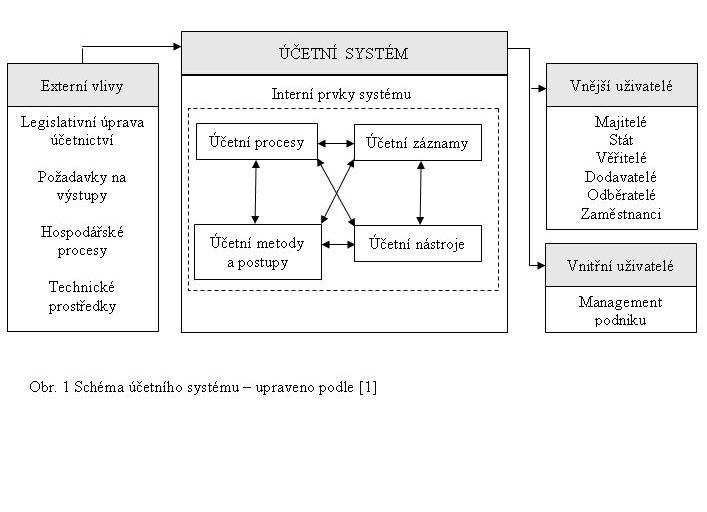 ÚČETNÍ SYSTÉM
Externí vlivy
Legislativní úprava
účetnictví
Požadavky na
výstupy
Hospodářské
procesy
Technické
prostředky
Interní prvky systému
Účetní procesy
Účetní záznamy
Účetní metody
a postupy
Účetní nástroje
Vnější uživatelé
Majitelé
Stát
Věřitelé
Dodavatelé
Odběratelé
Zaměstnanci
Vnitřní uživatelé
Management
podniku
Obr. 1 Schéma účetního systému – upraveno podle [1]